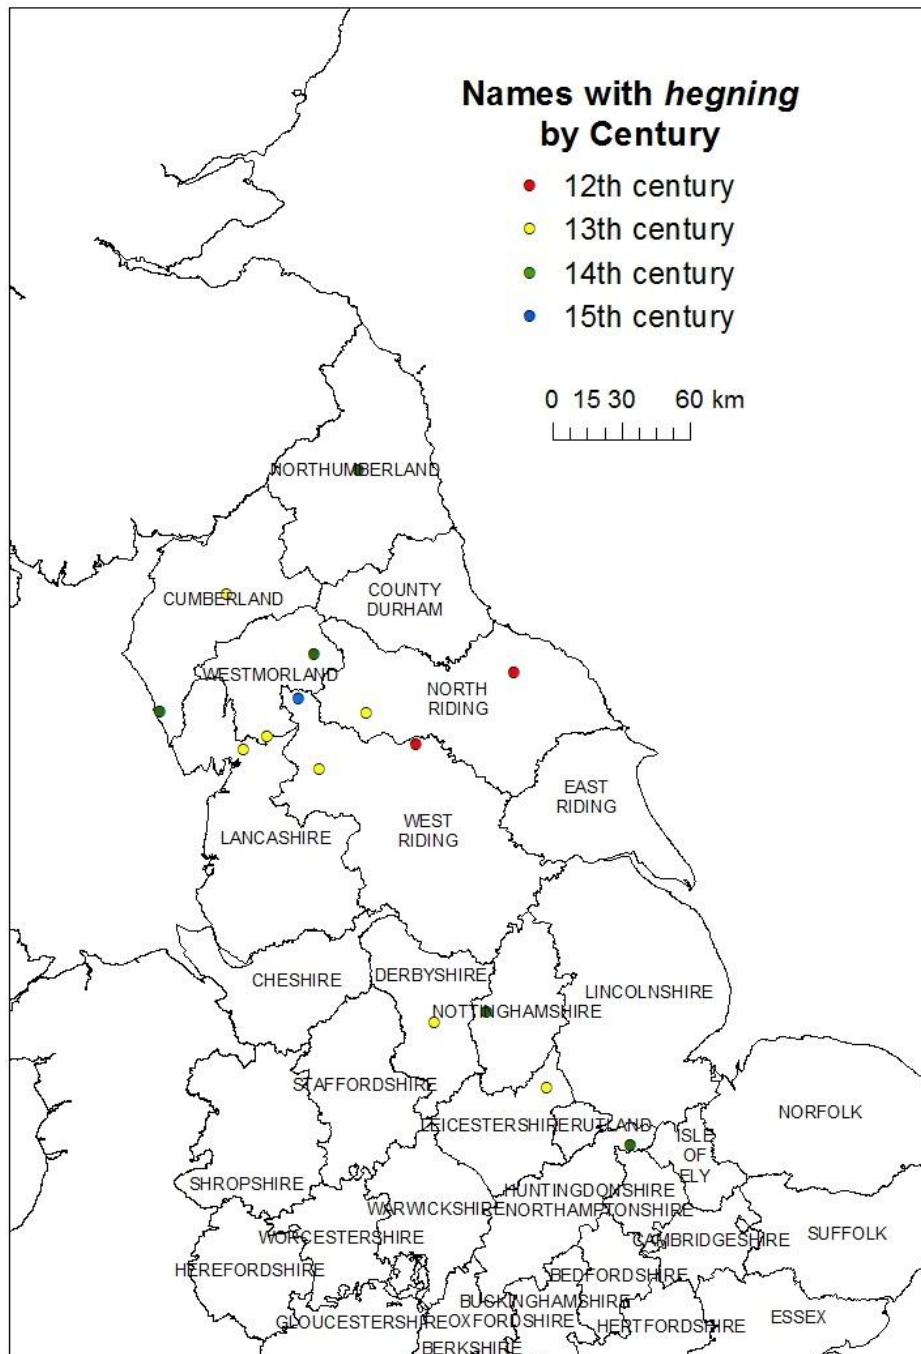 Names with hegning
by Century
12th century
13th century
14th century
15th century
0 15 30 60 km
NORTHUMBERLAND
CUMBERLAND
COUNTY
DURHAM
WESTMORLAND
NORTH
RIDING
EAST
RIDING
WEST
RIDING
LANCASHIRE
CHESHIRE
DERBYSHIRE
NOTTINGHAMSHIRE
LINCOLNSHIRE
STAFFORDSHIRE
LEICESTERSHIRE
RUTLAND
NORFOLK
ISLE
OF
ELY
SHROPSHIRE
HUNTINGDONSHIRE
WARWICKSHIRE
NORTHAMPTONSHIRE
WORCESTERSHIRE
CAMBRIDGESHIRE
SUFFOLK
HEREFORDSHIRE
BEDFORDSHIRE
BUCKINGHAMSHIRE
GLOUCESTERSHIRE
OXFORDSHIRE
HERTFORDSHIRE
ESSEX
BERKSHIRE